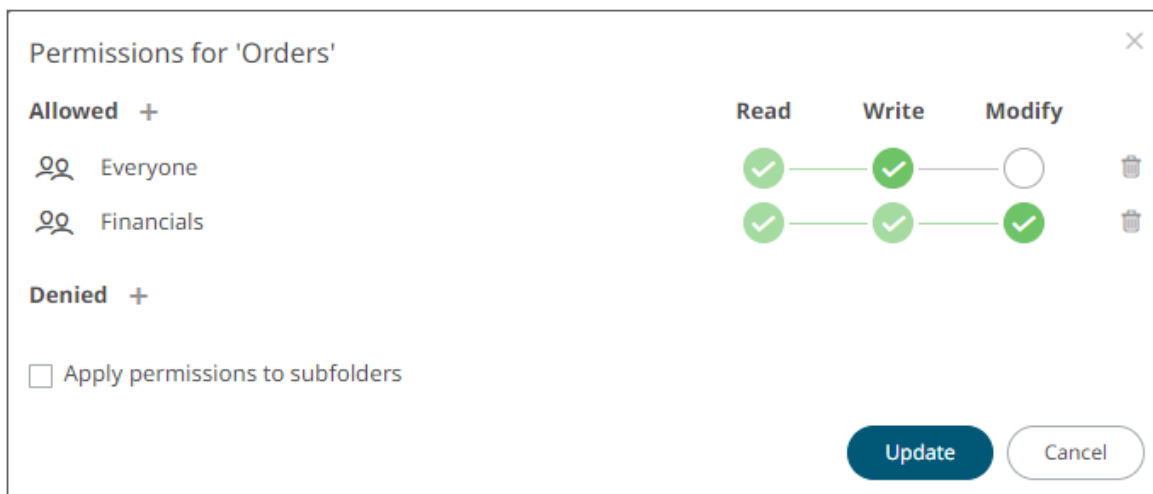 Permissions for 'Orders'
Allowed + Read Write Modify
Everyone
Financials
Denied +
Apply permissions to subfolders
Update Cancel